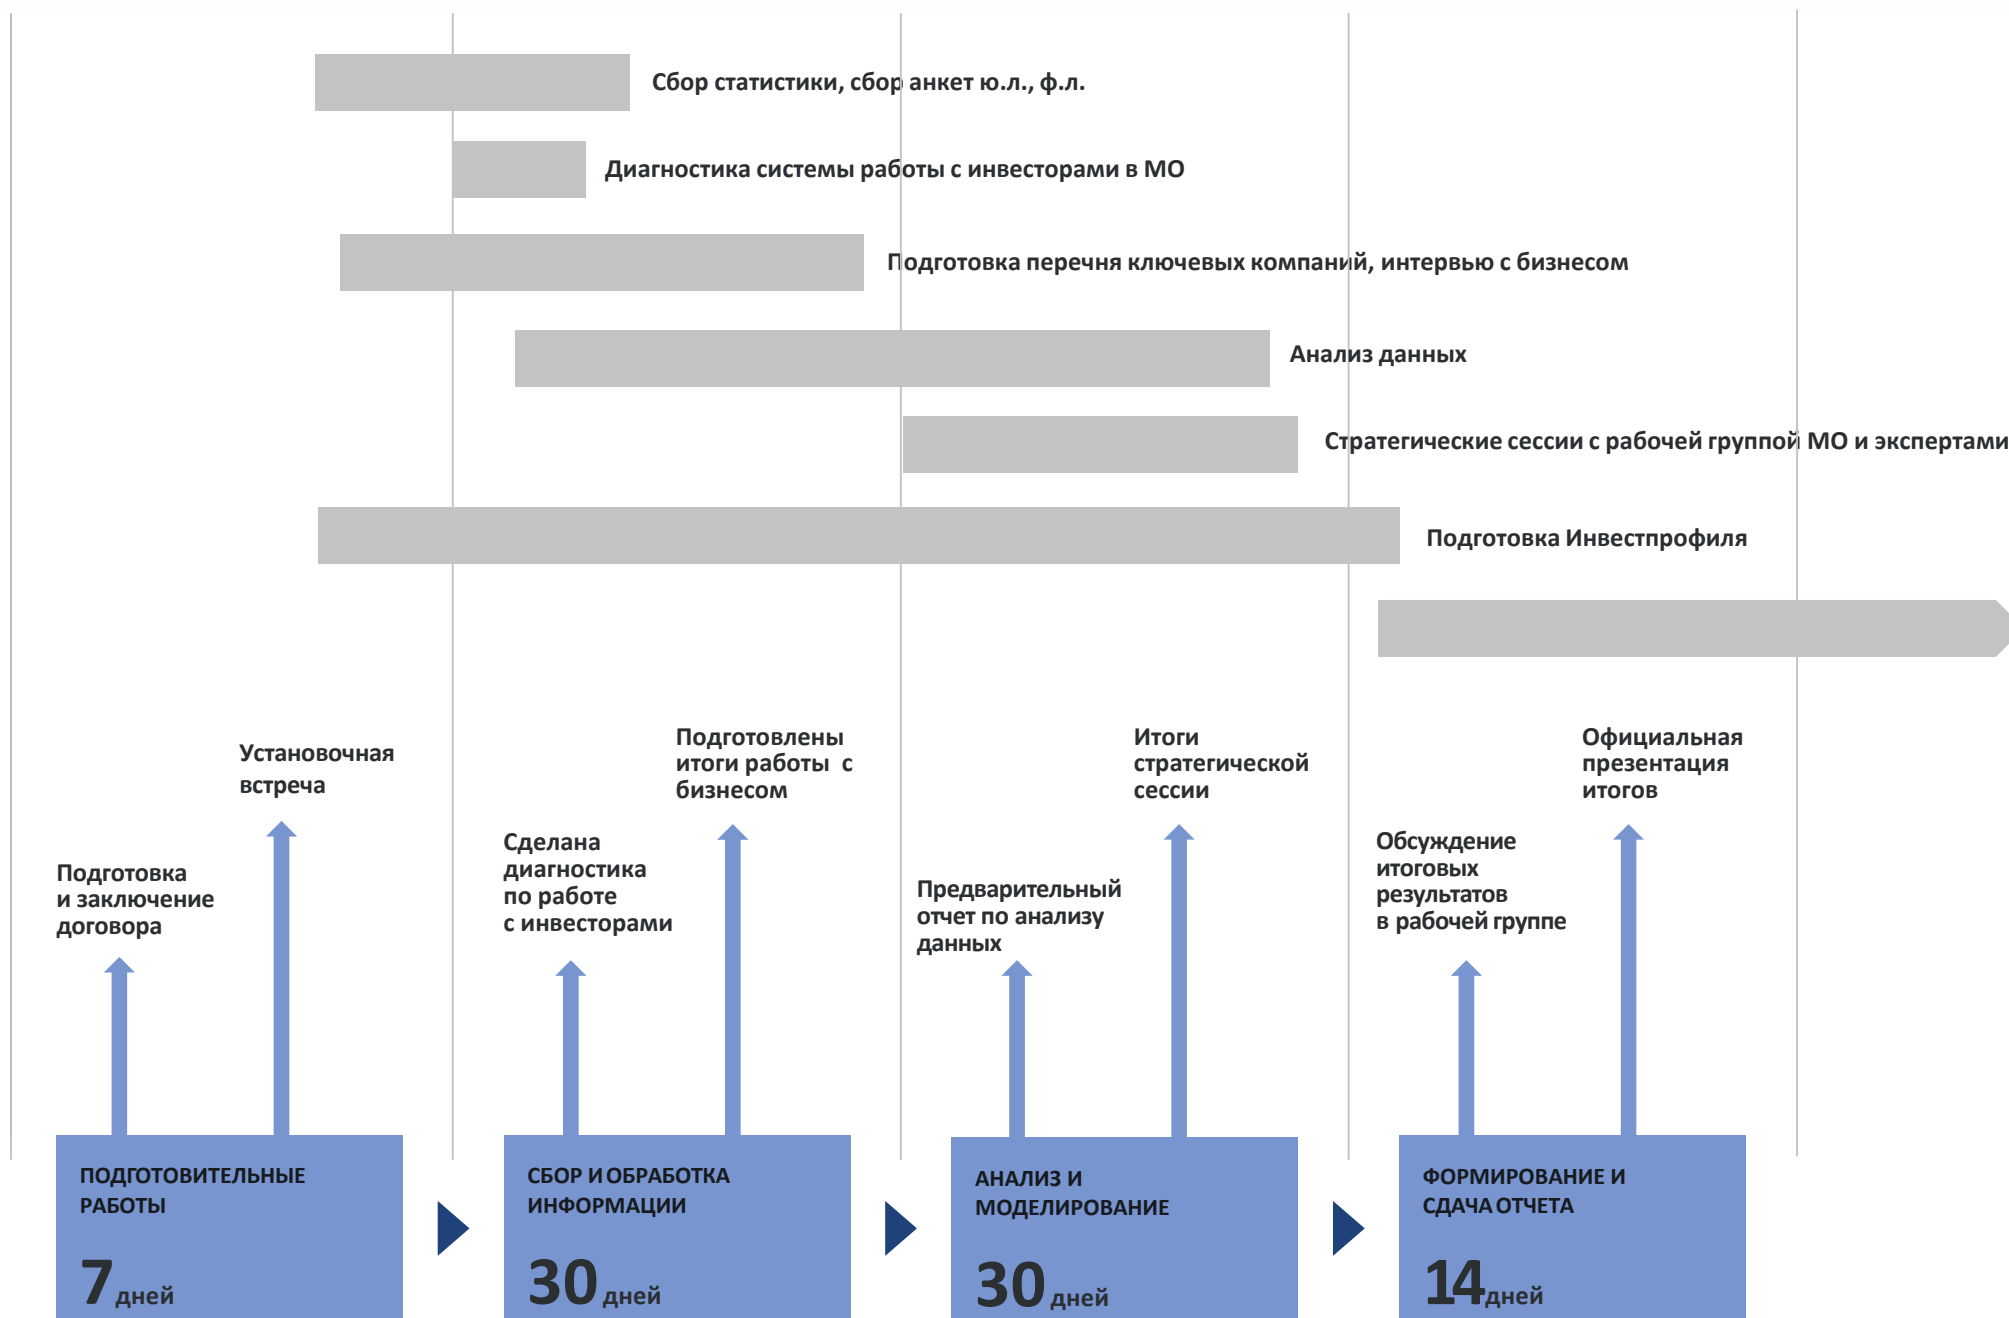 Сбор статистики, сбор анкет ю.л., ф.л.
Диагностика системы работы с инвесторами в МО
Подготовка перечня ключевых компаний, интервью с бизнесом
Анализ данных
Стратегические сессии с рабочей группой МО и экспертами
Подготовка Инвестпрофиля
Подготовка
и заключение
договора
Установочная
встреча
Сделана
диагностика
по работе
с инвесторами
Подготовлены
итоги работы с
бизнесом
Предварительный
отчет по анализу
данных
Итоги
стратегической
сессии
Обсуждение
итоговых
результатов
в рабочей группе
Официальная
презентация
итогов
ПОДГОТОВИТЕЛЬНЫЕ
РАБОТЫ
7 дней
СБОР И ОБРАБОТКА
ИНФОРМАЦИИ
30 дней
АНАЛИЗ И
МОДЕЛИРОВАНИЕ
30 дней
ФОРМИРОВАНИЕ И
СДАЧА ОТЧЕТА
14 дней